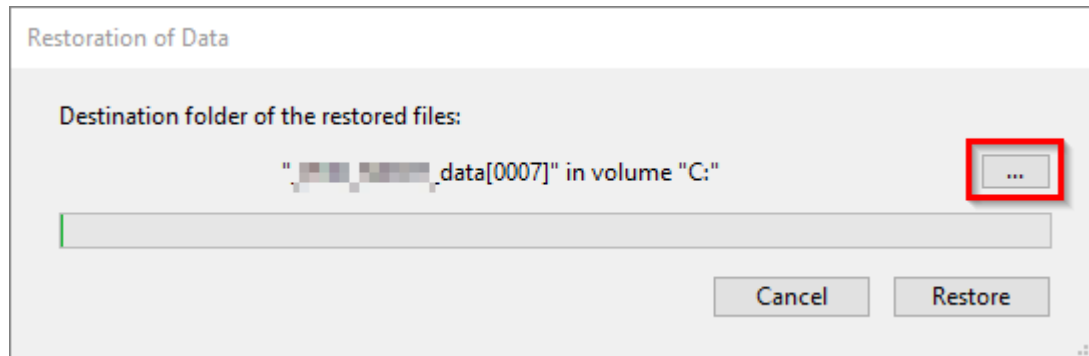 Restoration of Data
Destination folder of the restored files:
"._data[0007]" in volume "C:"
...
Cancel
Restore